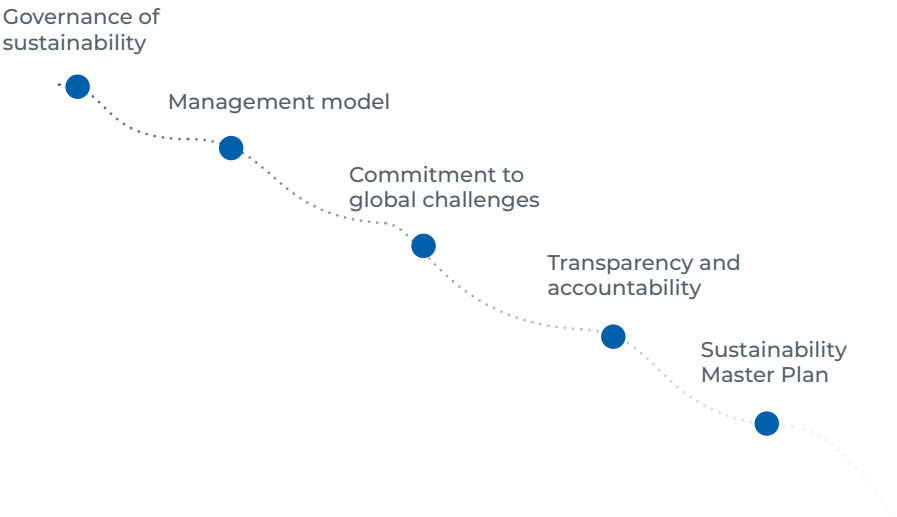 Governance of
sustainability
Management model
Commitment to
global challenges
Transparency and
accountability
Sustainability
Master Plan